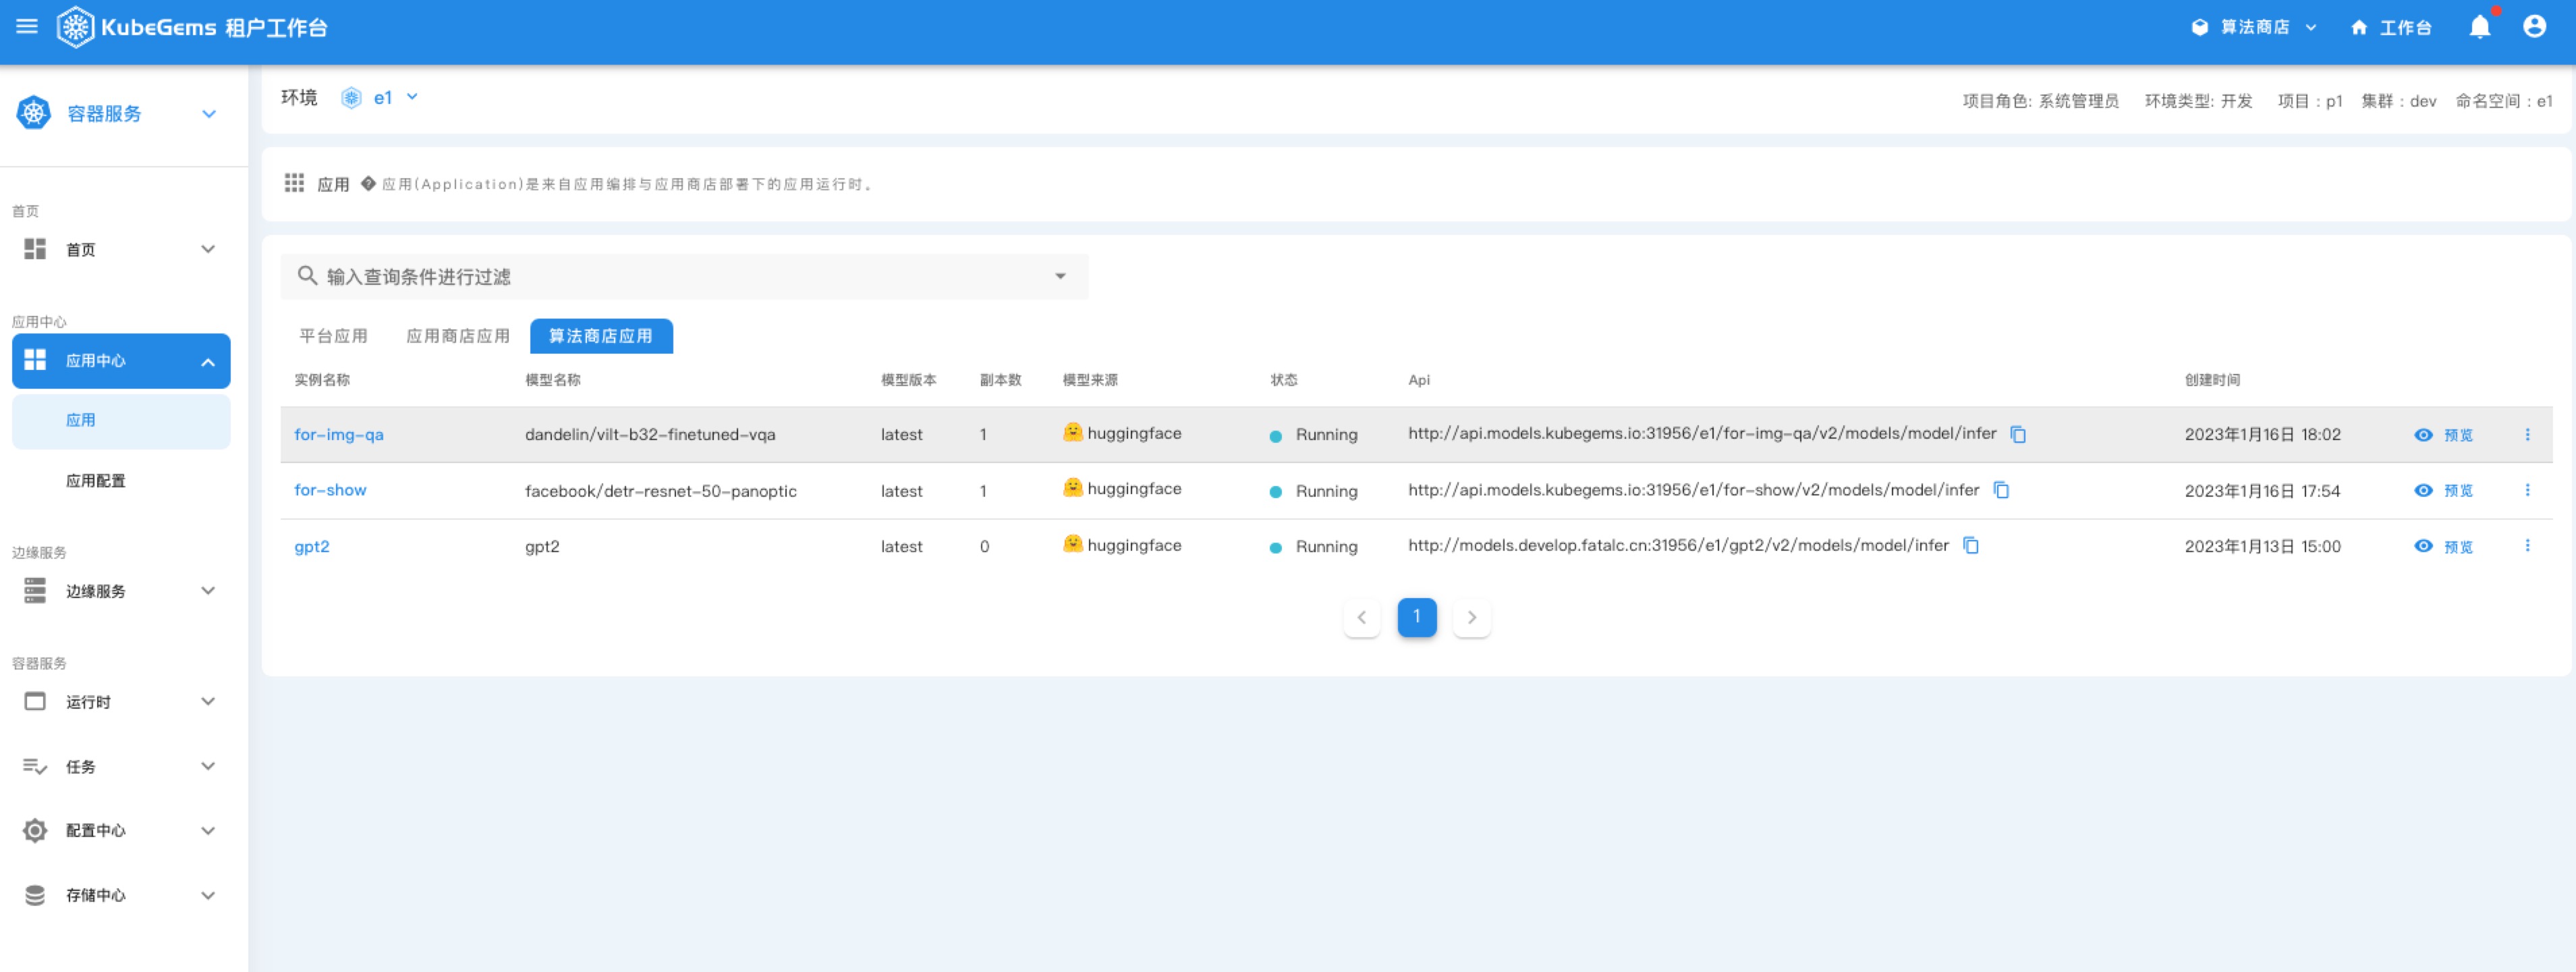 KubeGems 租户工作台
算法商店
工作台
容器服务
环境
e1
项目角色: 系统管理员 环境类型: 开发 项目 : p1 集群 : dev 命名空间 : e1
应用
应用(Application)是来自应用编排与应用商店部署下的应用运行时。
首页
首页
应用中心
应用中心
应用
应用配置
边缘服务
边缘服务
容器服务
运行时
任务
配置中心
存储中心
输入查询条件进行过滤
平台应用 应用商店应用 算法商店应用
实例名称 模型名称 模型版本 副本数 模型来源 状态 Api 创建时间
for-img-qa dandelin/vilt-b32-finetuned-vqa latest 1 huggingface Running http://api.models.kubegems.io:31956/e1/for-img-qa/v2/models/model/infer 2023年1月16日 18:02 预览
for-show facebook/detr-resnet-50-panoptic latest 1 huggingface Running http://api.models.kubegems.io:31956/e1/for-show/v2/models/model/infer 2023年1月16日 17:54 预览
gpt2 gpt2 latest 0 huggingface Running http://models.develop.fatalc.cn:31956/e1/gpt2/v2/models/model/infer 2023年1月13日 15:00 预览
1